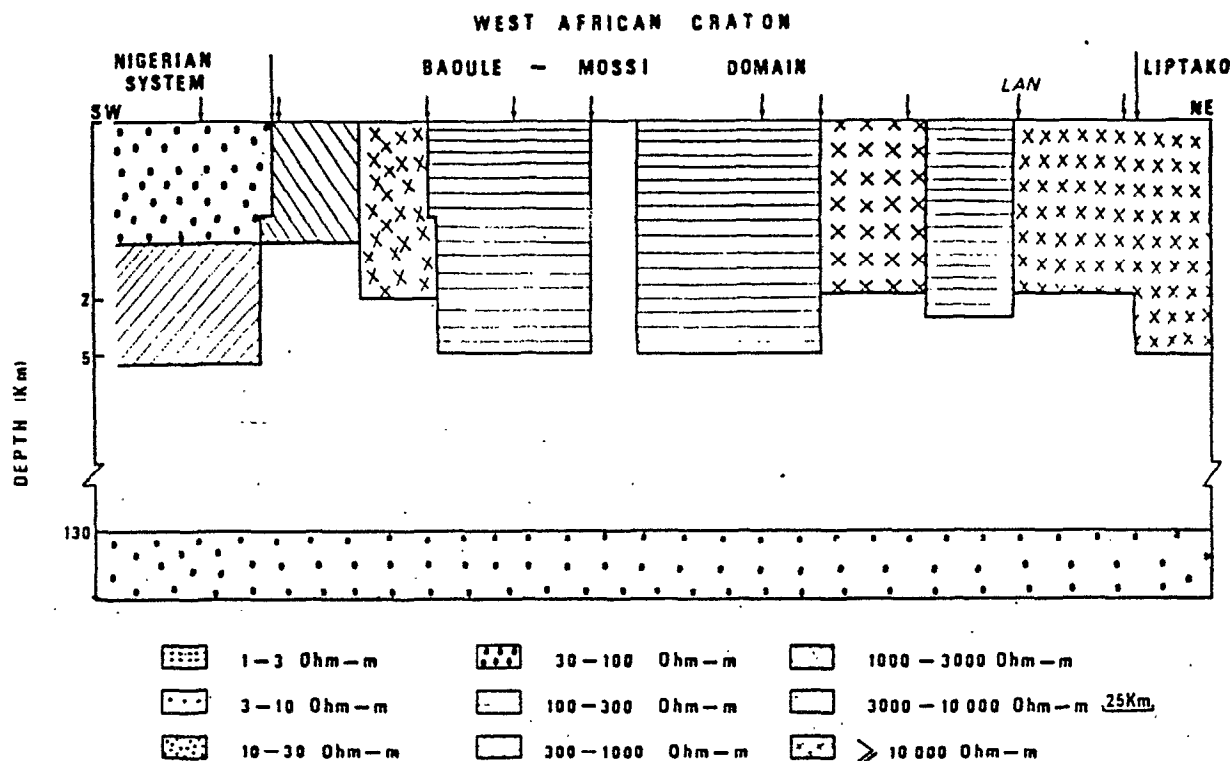 WEST AFRICAN CRATON
NIGERIAN SYSTEM
BAOULE – MOSSI DOMAIN
LIPTAKO
LAN
SW
NE
2
5
DEPTH (Km)
130
1–3 Ohm–m
30–100 Ohm–m
1000–3000 Ohm–m
3–10 Ohm–m
100–300 Ohm–m
3000–10 000 Ohm–m
25Km.
10–30 Ohm–m
300–1000 Ohm–m
⩾ 10 000 Ohm–m